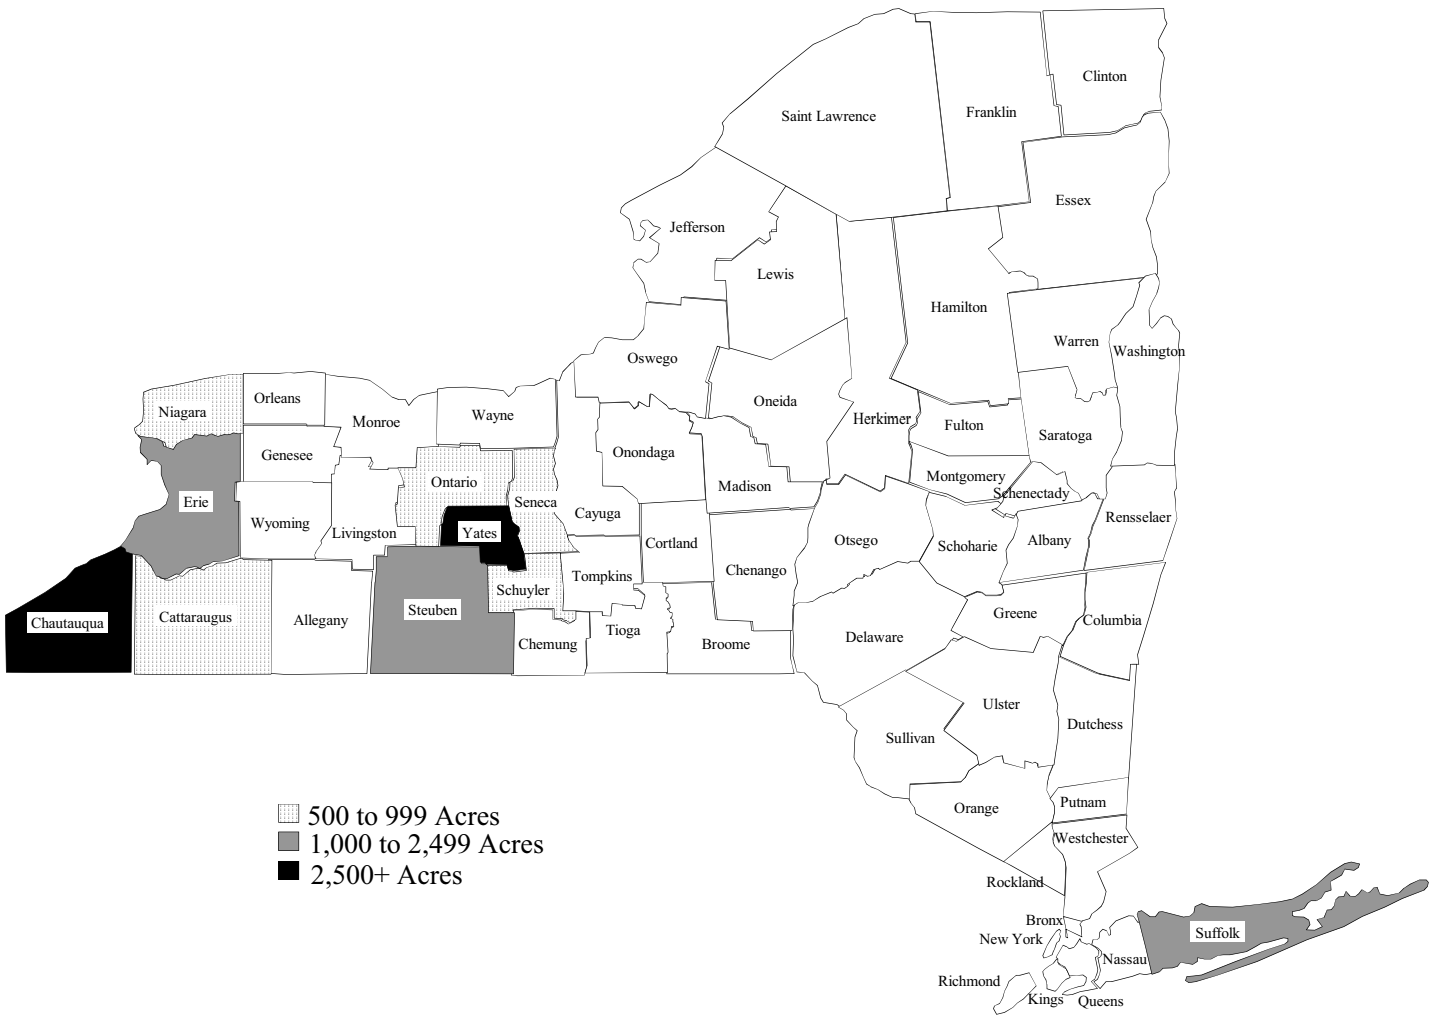 Clinton
Saint Lawrence
Franklin
Essex
Jefferson
Lewis
Hamilton
Warren
Washington
Oswego
Oneida
Herkimer
Fulton
Saratoga
Niagara
Orleans
Monroe
Wayne
Genesee
Onondaga
Madison
Montgomery
Schenectady
Erie
Ontario
Seneca
Cayuga
Wyoming
Livingston
Yates
Cortland
Chenango
Otsego
Schoharie
Albany
Rensselaer
Chautauqua
Cattaraugus
Allegany
Steuben
Schuyler
Tompkins
Chemung
Tioga
Broome
Delaware
Greene
Columbia
Ulster
Sullivan
Dutchess
Orange
Putnam
Westchester
Rockland
500 to 999 Acres
1,000 to 2,499 Acres
2,500+ Acres
Bronx
New York
Suffolk
Nassau
Richmond
Kings
Queens